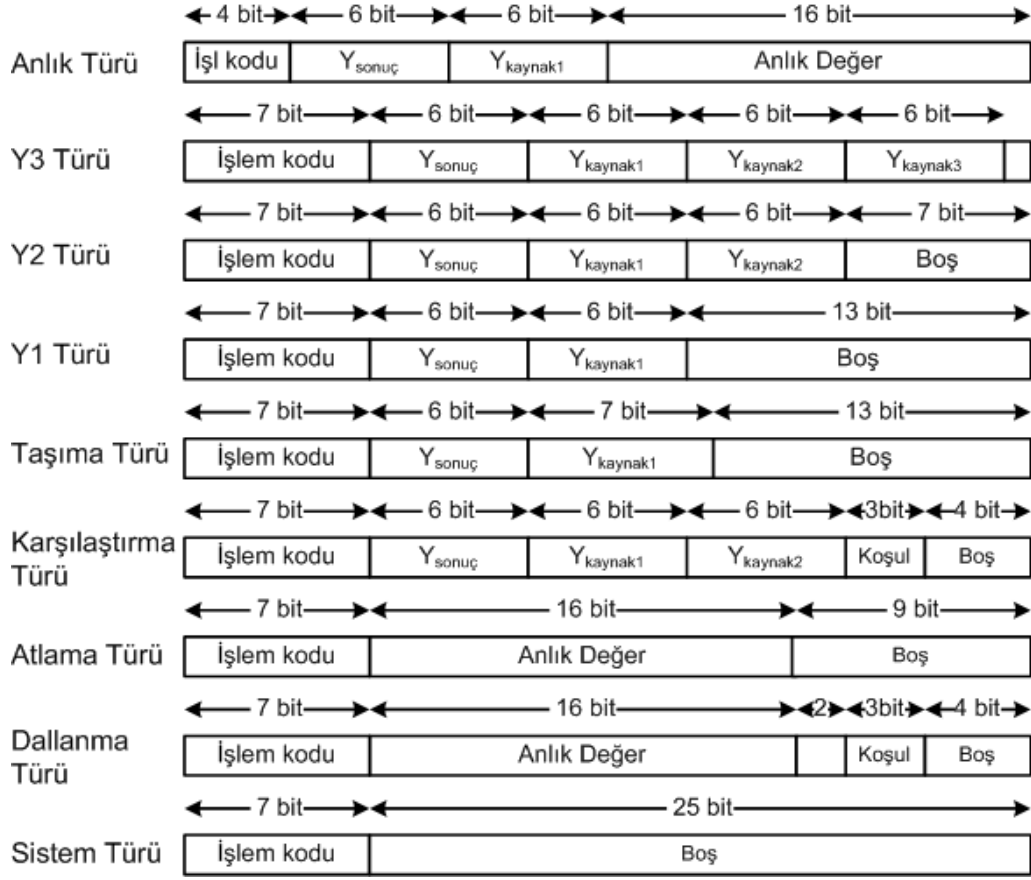 4 bit 6 bit 6 bit 16 bit
Anlık Türü İşl kodu Ysonuç Ykaynak1 Anlık Değer
7 bit 6 bit 6 bit 6 bit 6 bit
Y3 Türü İşlem kodu Ysonuç Ykaynak1 Ykaynak2 Ykaynak3
7 bit 6 bit 6 bit 6 bit 7 bit
Y2 Türü İşlem kodu Ysonuç Ykaynak1 Ykaynak2 Boş
7 bit 6 bit 6 bit 13 bit
Y1 Türü İşlem kodu Ysonuç Ykaynak1 Boş
7 bit 6 bit 7 bit 13 bit
Taşıma Türü İşlem kodu Ysonuç Ykaynak1 Boş
7 bit 6 bit 6 bit 6 bit 3bit 4 bit
Karşılaştırma Türü İşlem kodu Ysonuç Ykaynak1 Ykaynak2 Koşul Boş
7 bit 16 bit 9 bit
Atlama Türü İşlem kodu Anlık Değer Boş
7 bit 16 bit 2 3bit 4 bit
Dallanma Türü İşlem kodu Anlık Değer Koşul Boş
7 bit 25 bit
Sistem Türü İşlem kodu Boş